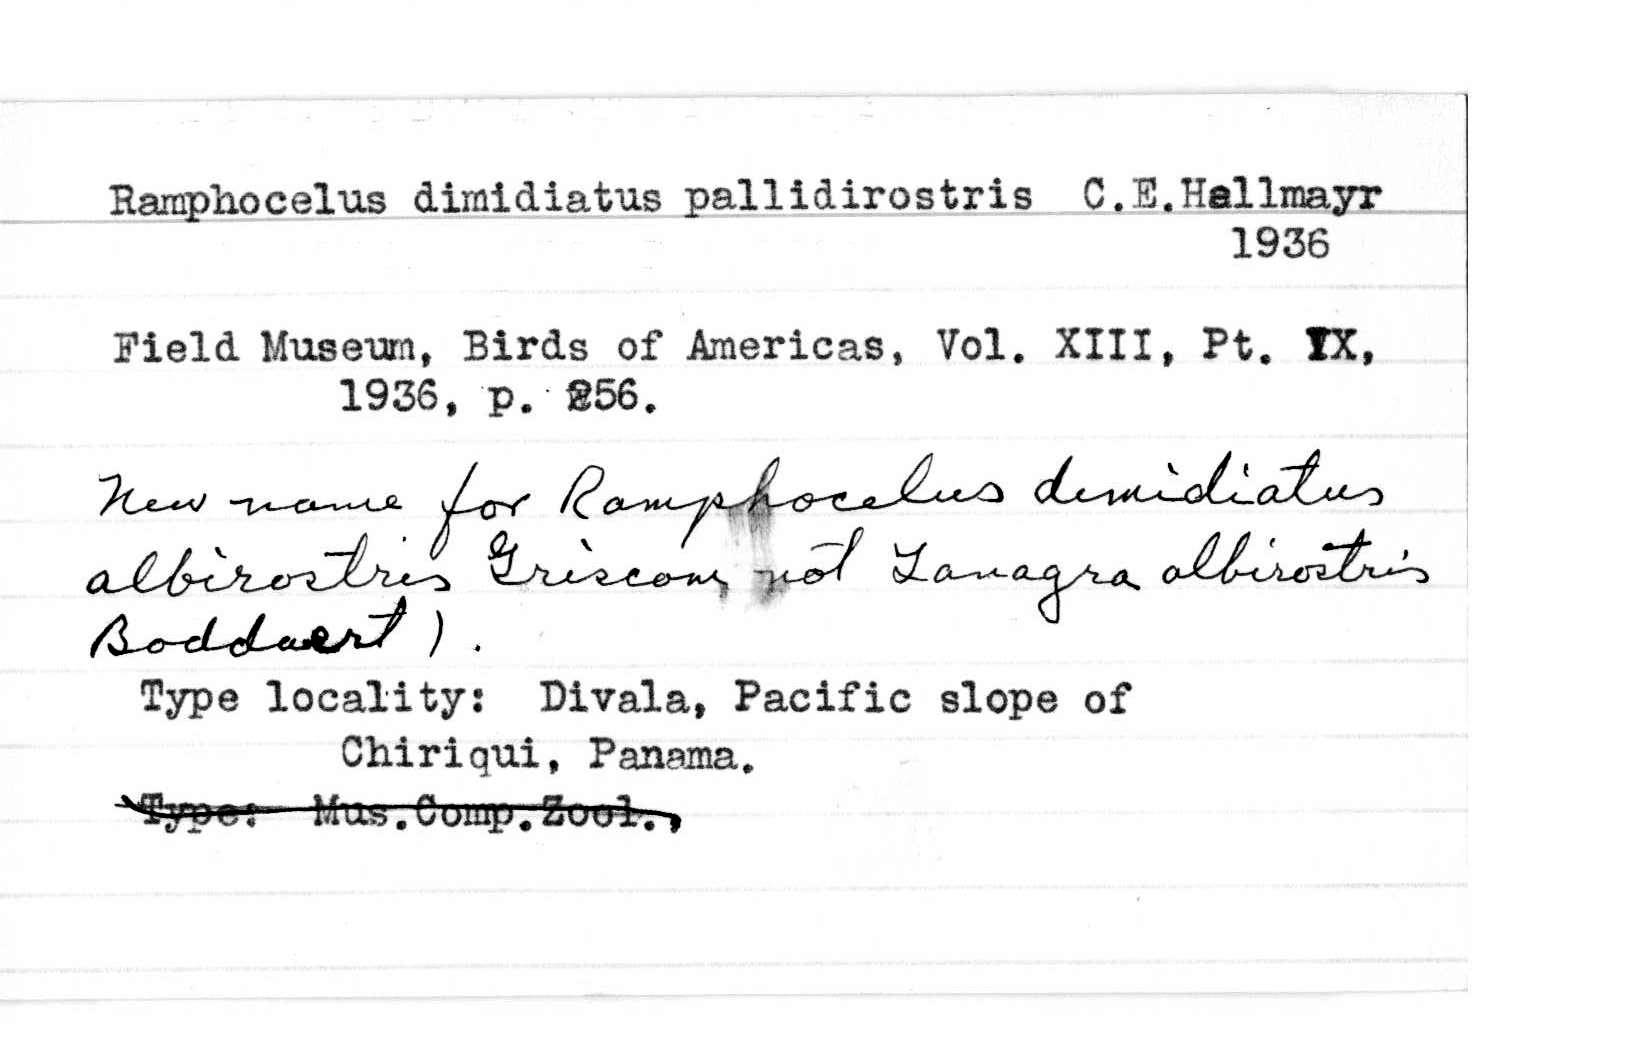 Ramphocelus dimidiatus pallidirostris C.E.Hellmayr
1936
Field Museum, Birds of Americas, Vol. XIII, Pt. IX,
1936, p. 256.
New name for Ramphocelus dimidiatus
albirostris Griscom, not Tanagra albirostris
Boddaert).
Type locality: Divala, Pacific slope of
Chiriqui, Panama.
Type: Mus.Comp.Zool.,